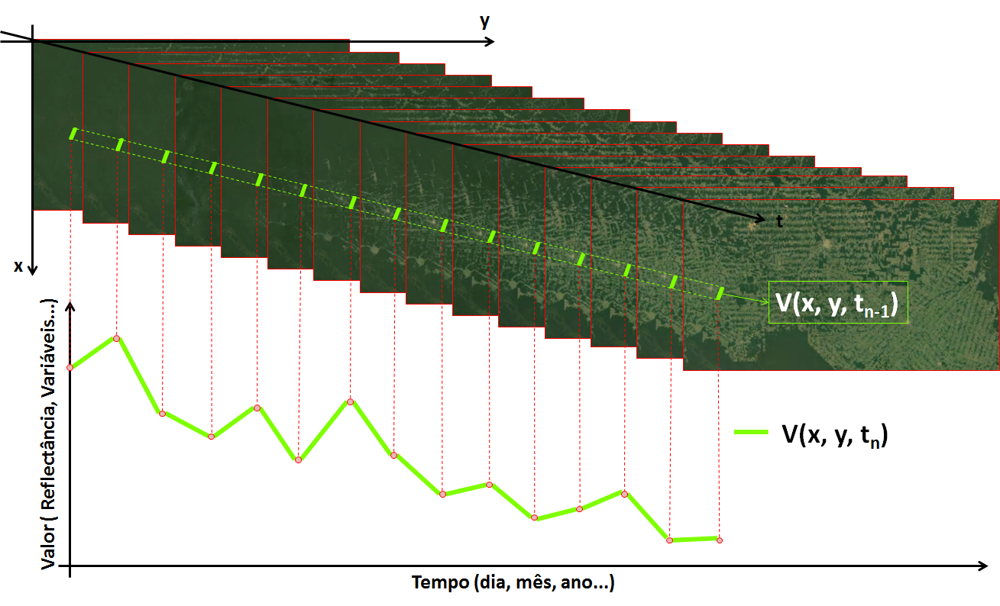 y
t
x
V(x, y, tn-1)
Valor ( Reflectância, Variáveis...)
V(x, y, tn)
Tempo (dia, mês, ano...)